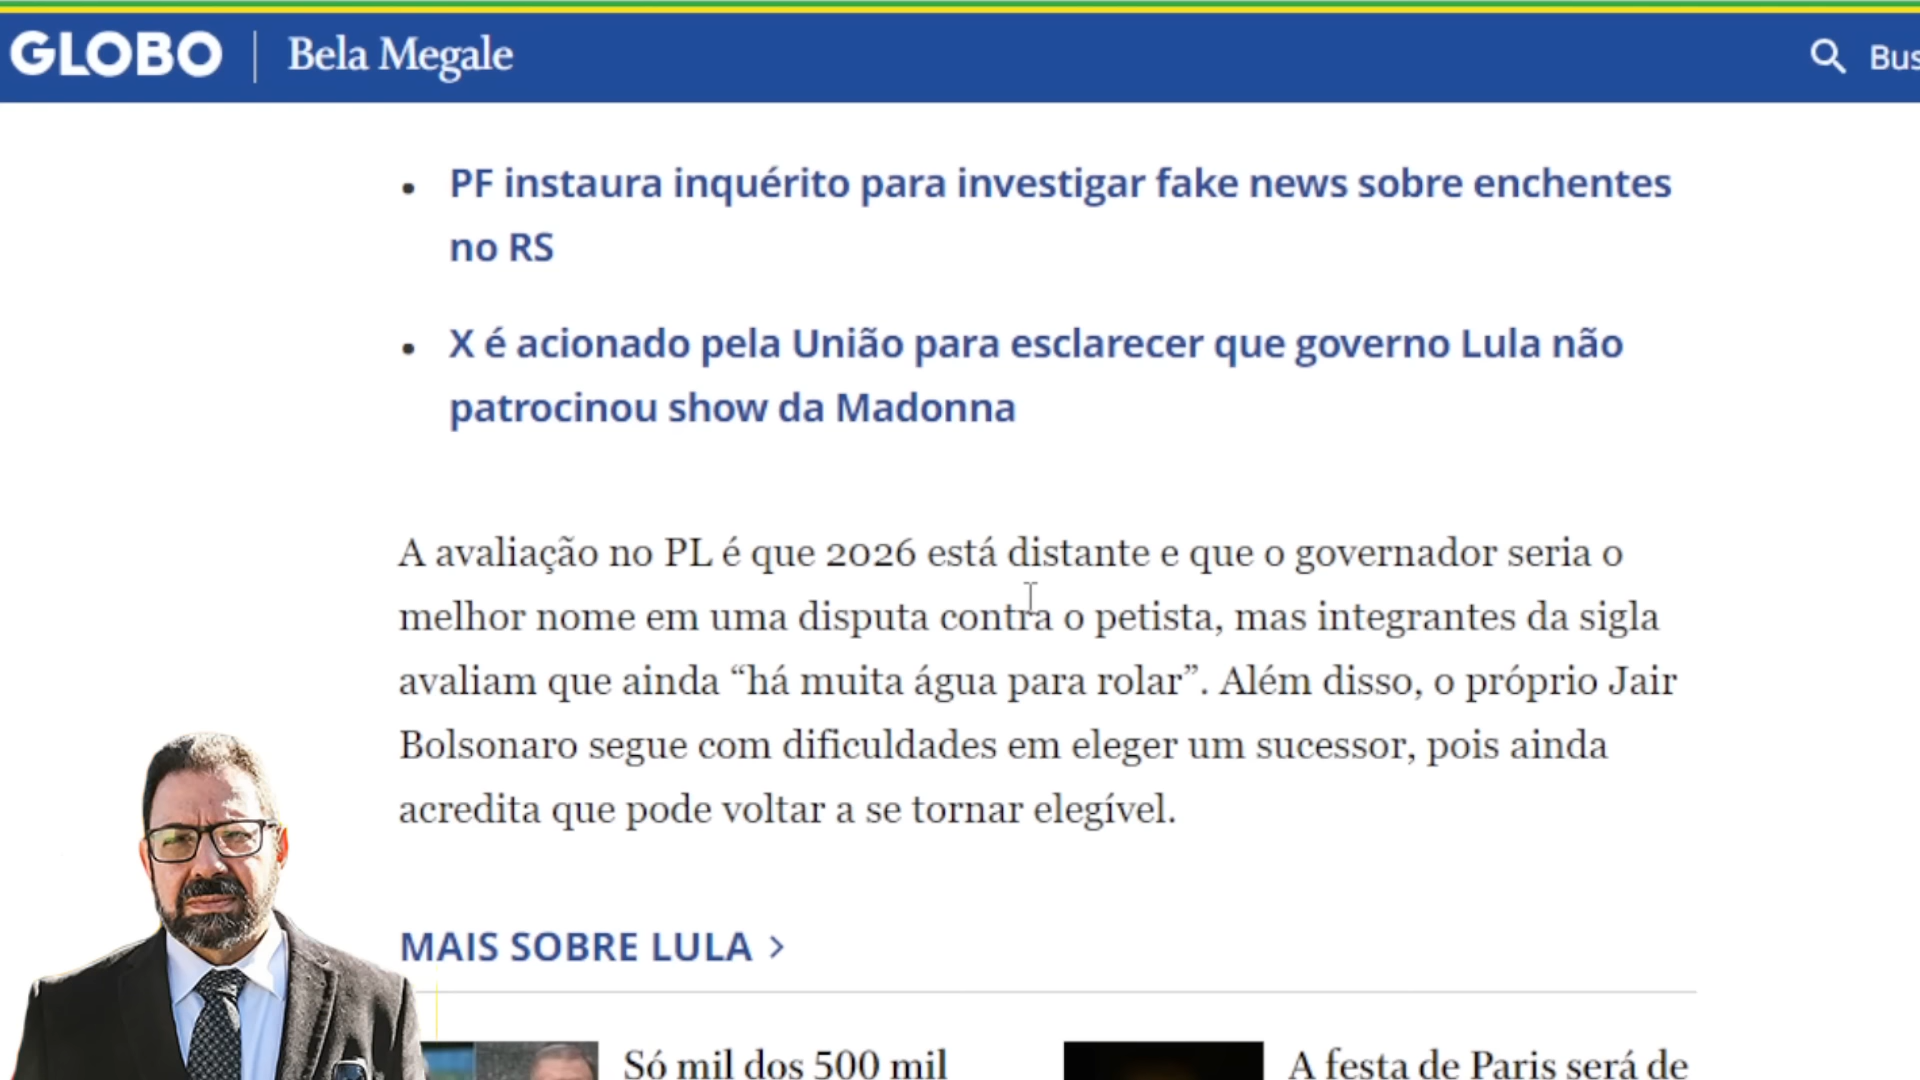 GLOBO | Bela Megale
Bus
• PF instaura inquérito para investigar fake news sobre enchentes
no RS
• X é acionado pela União para esclarecer que governo Lula não
patrocinou show da Madonna
A avaliação no PL é que 2026 está distante e que o governador seria o
melhor nome em uma disputa contra o petista, mas integrantes da sigla
avaliam que ainda “há muita água para rolar”. Além disso, o próprio Jair
Bolsonaro segue com dificuldades em eleger um sucessor, pois ainda
acredita que pode voltar a se tornar elegível.
MAIS SOBRE LULA >
Só mil dos 500 mil
A festa de Paris será de